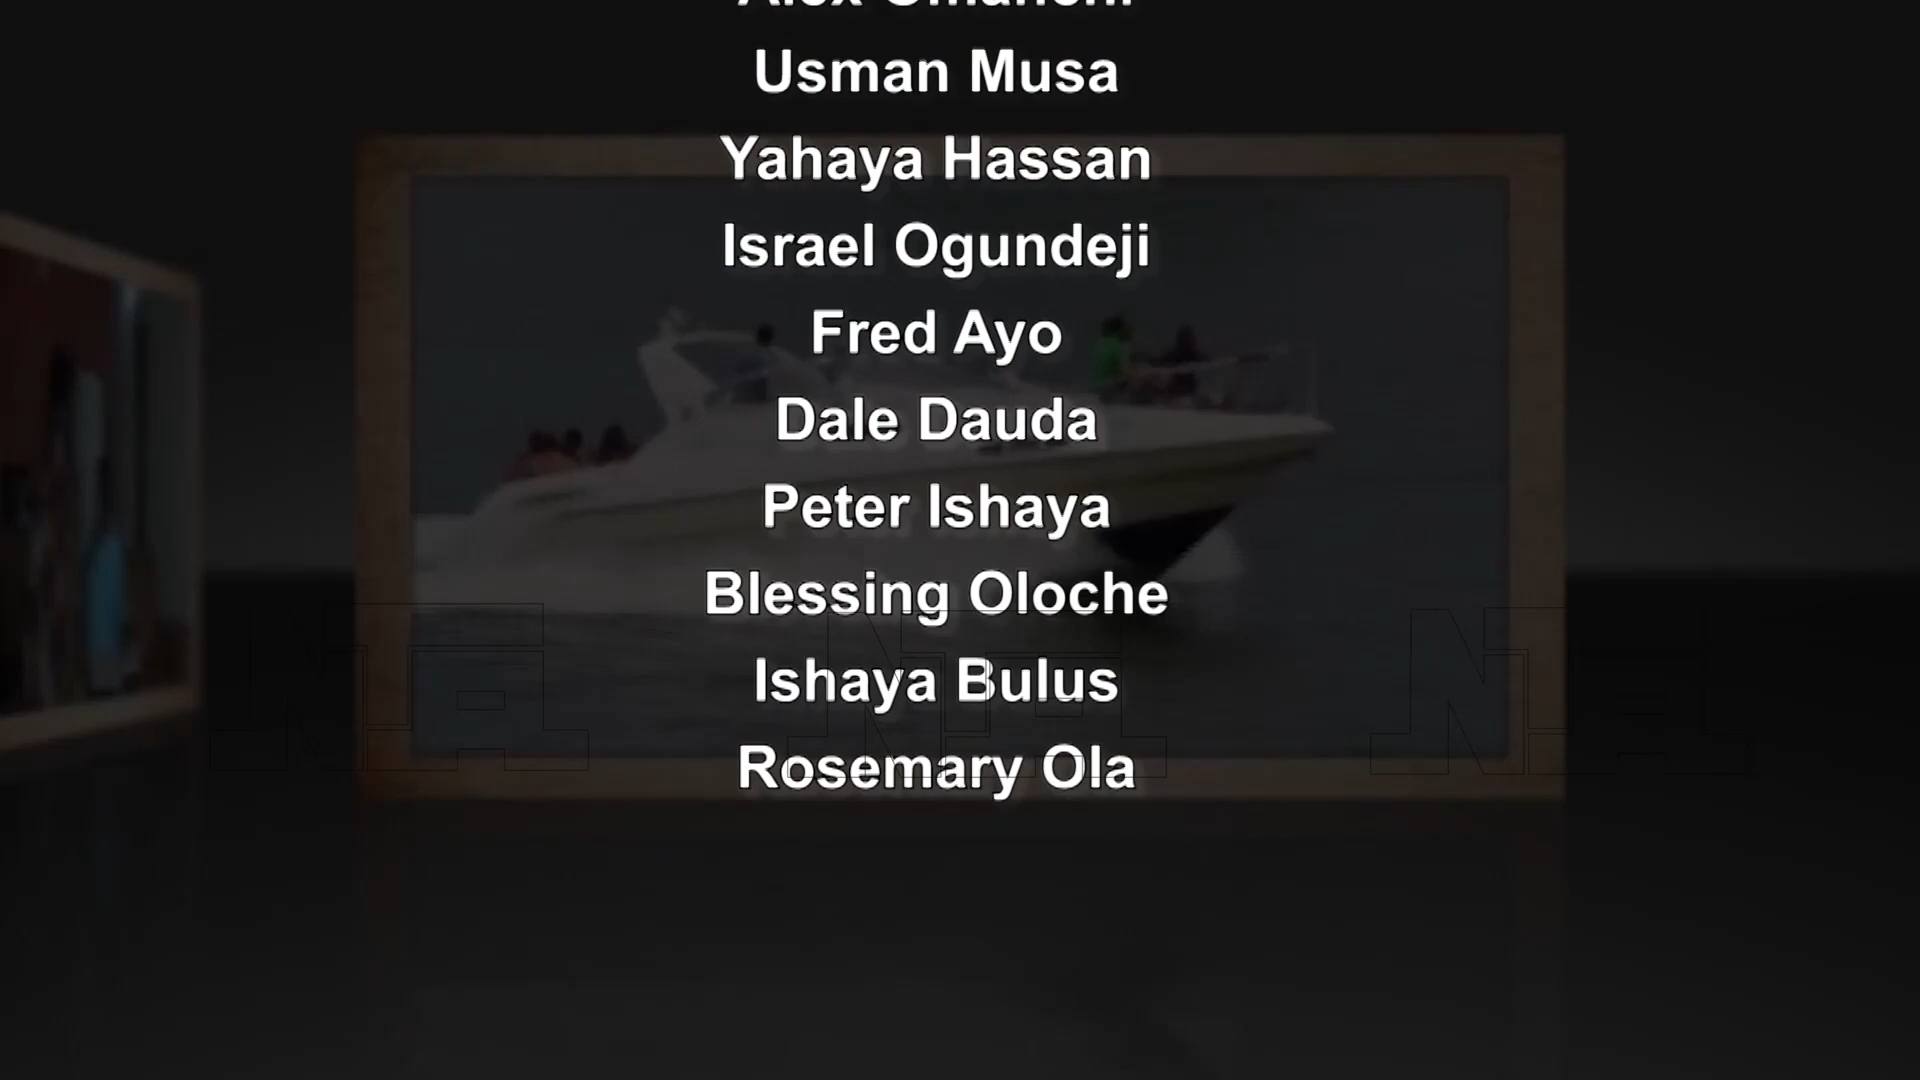 Usman Musa
Yahaya Hassan
Israel Ogundeji
Fred Ayo
Dale Dauda
Peter Ishaya
Blessing Oloche
Ishaya Bulus
Rosemary Ola